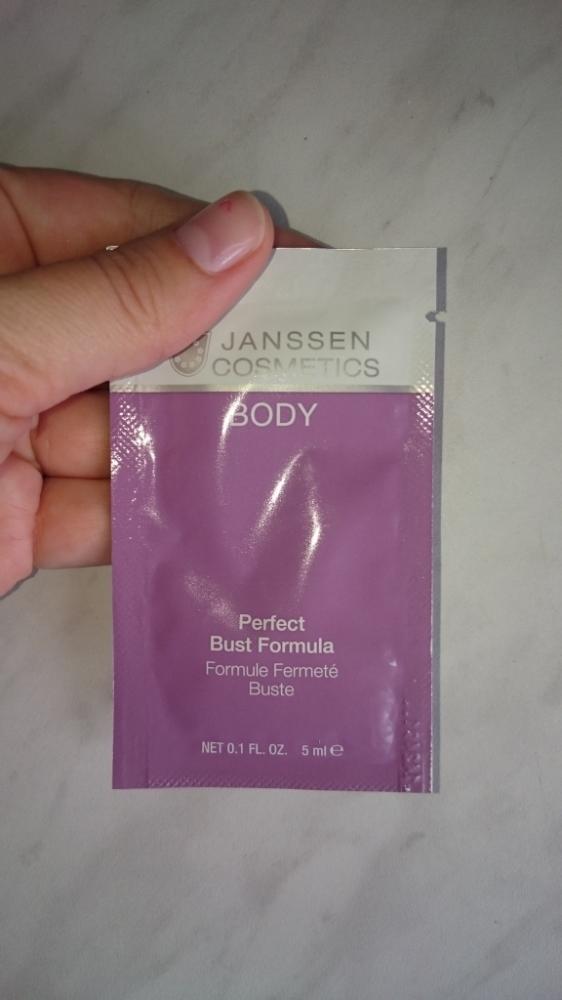 JANSSEN
COSMETICS
BODY
Perfect
Bust Formula
Formule Fermeté
Buste
NET 0.1 FL. OZ. 5 ml ℮